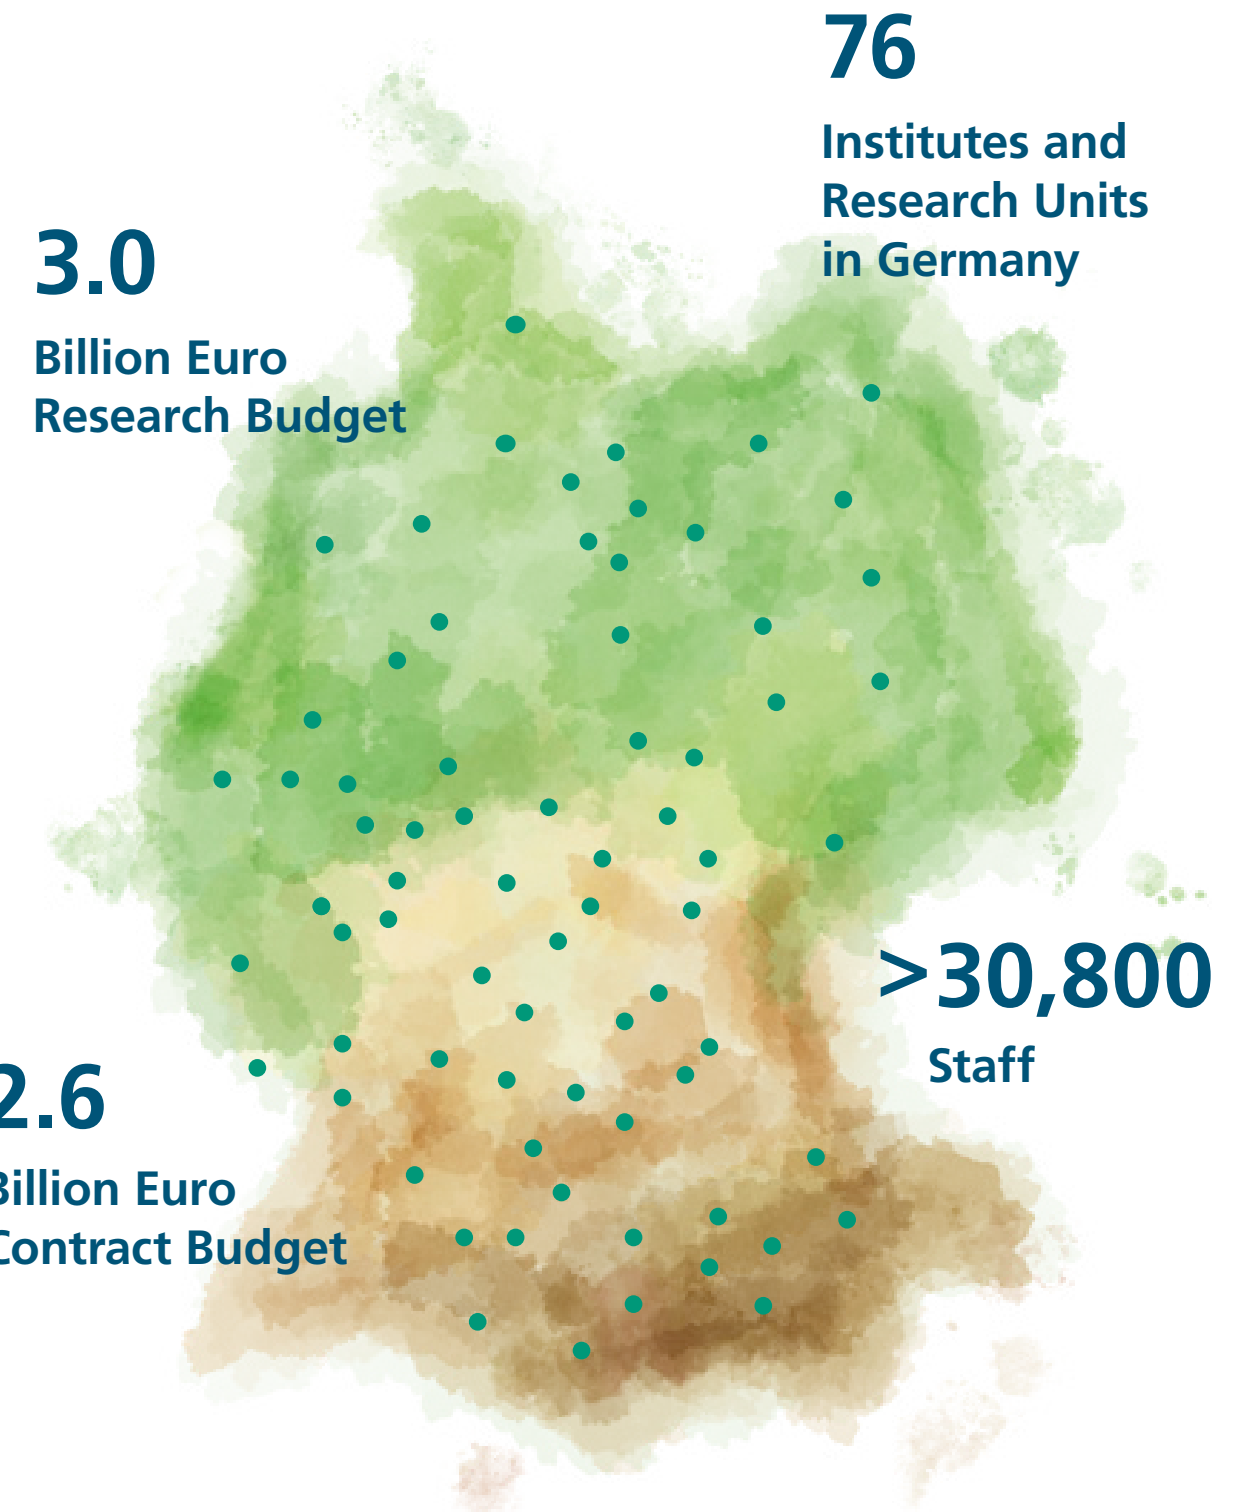 76
Institutes and
Research Units
in Germany
3.0
Billion Euro
Research Budget
>30,800
Staff
2.6
Billion Euro
Contract Budget